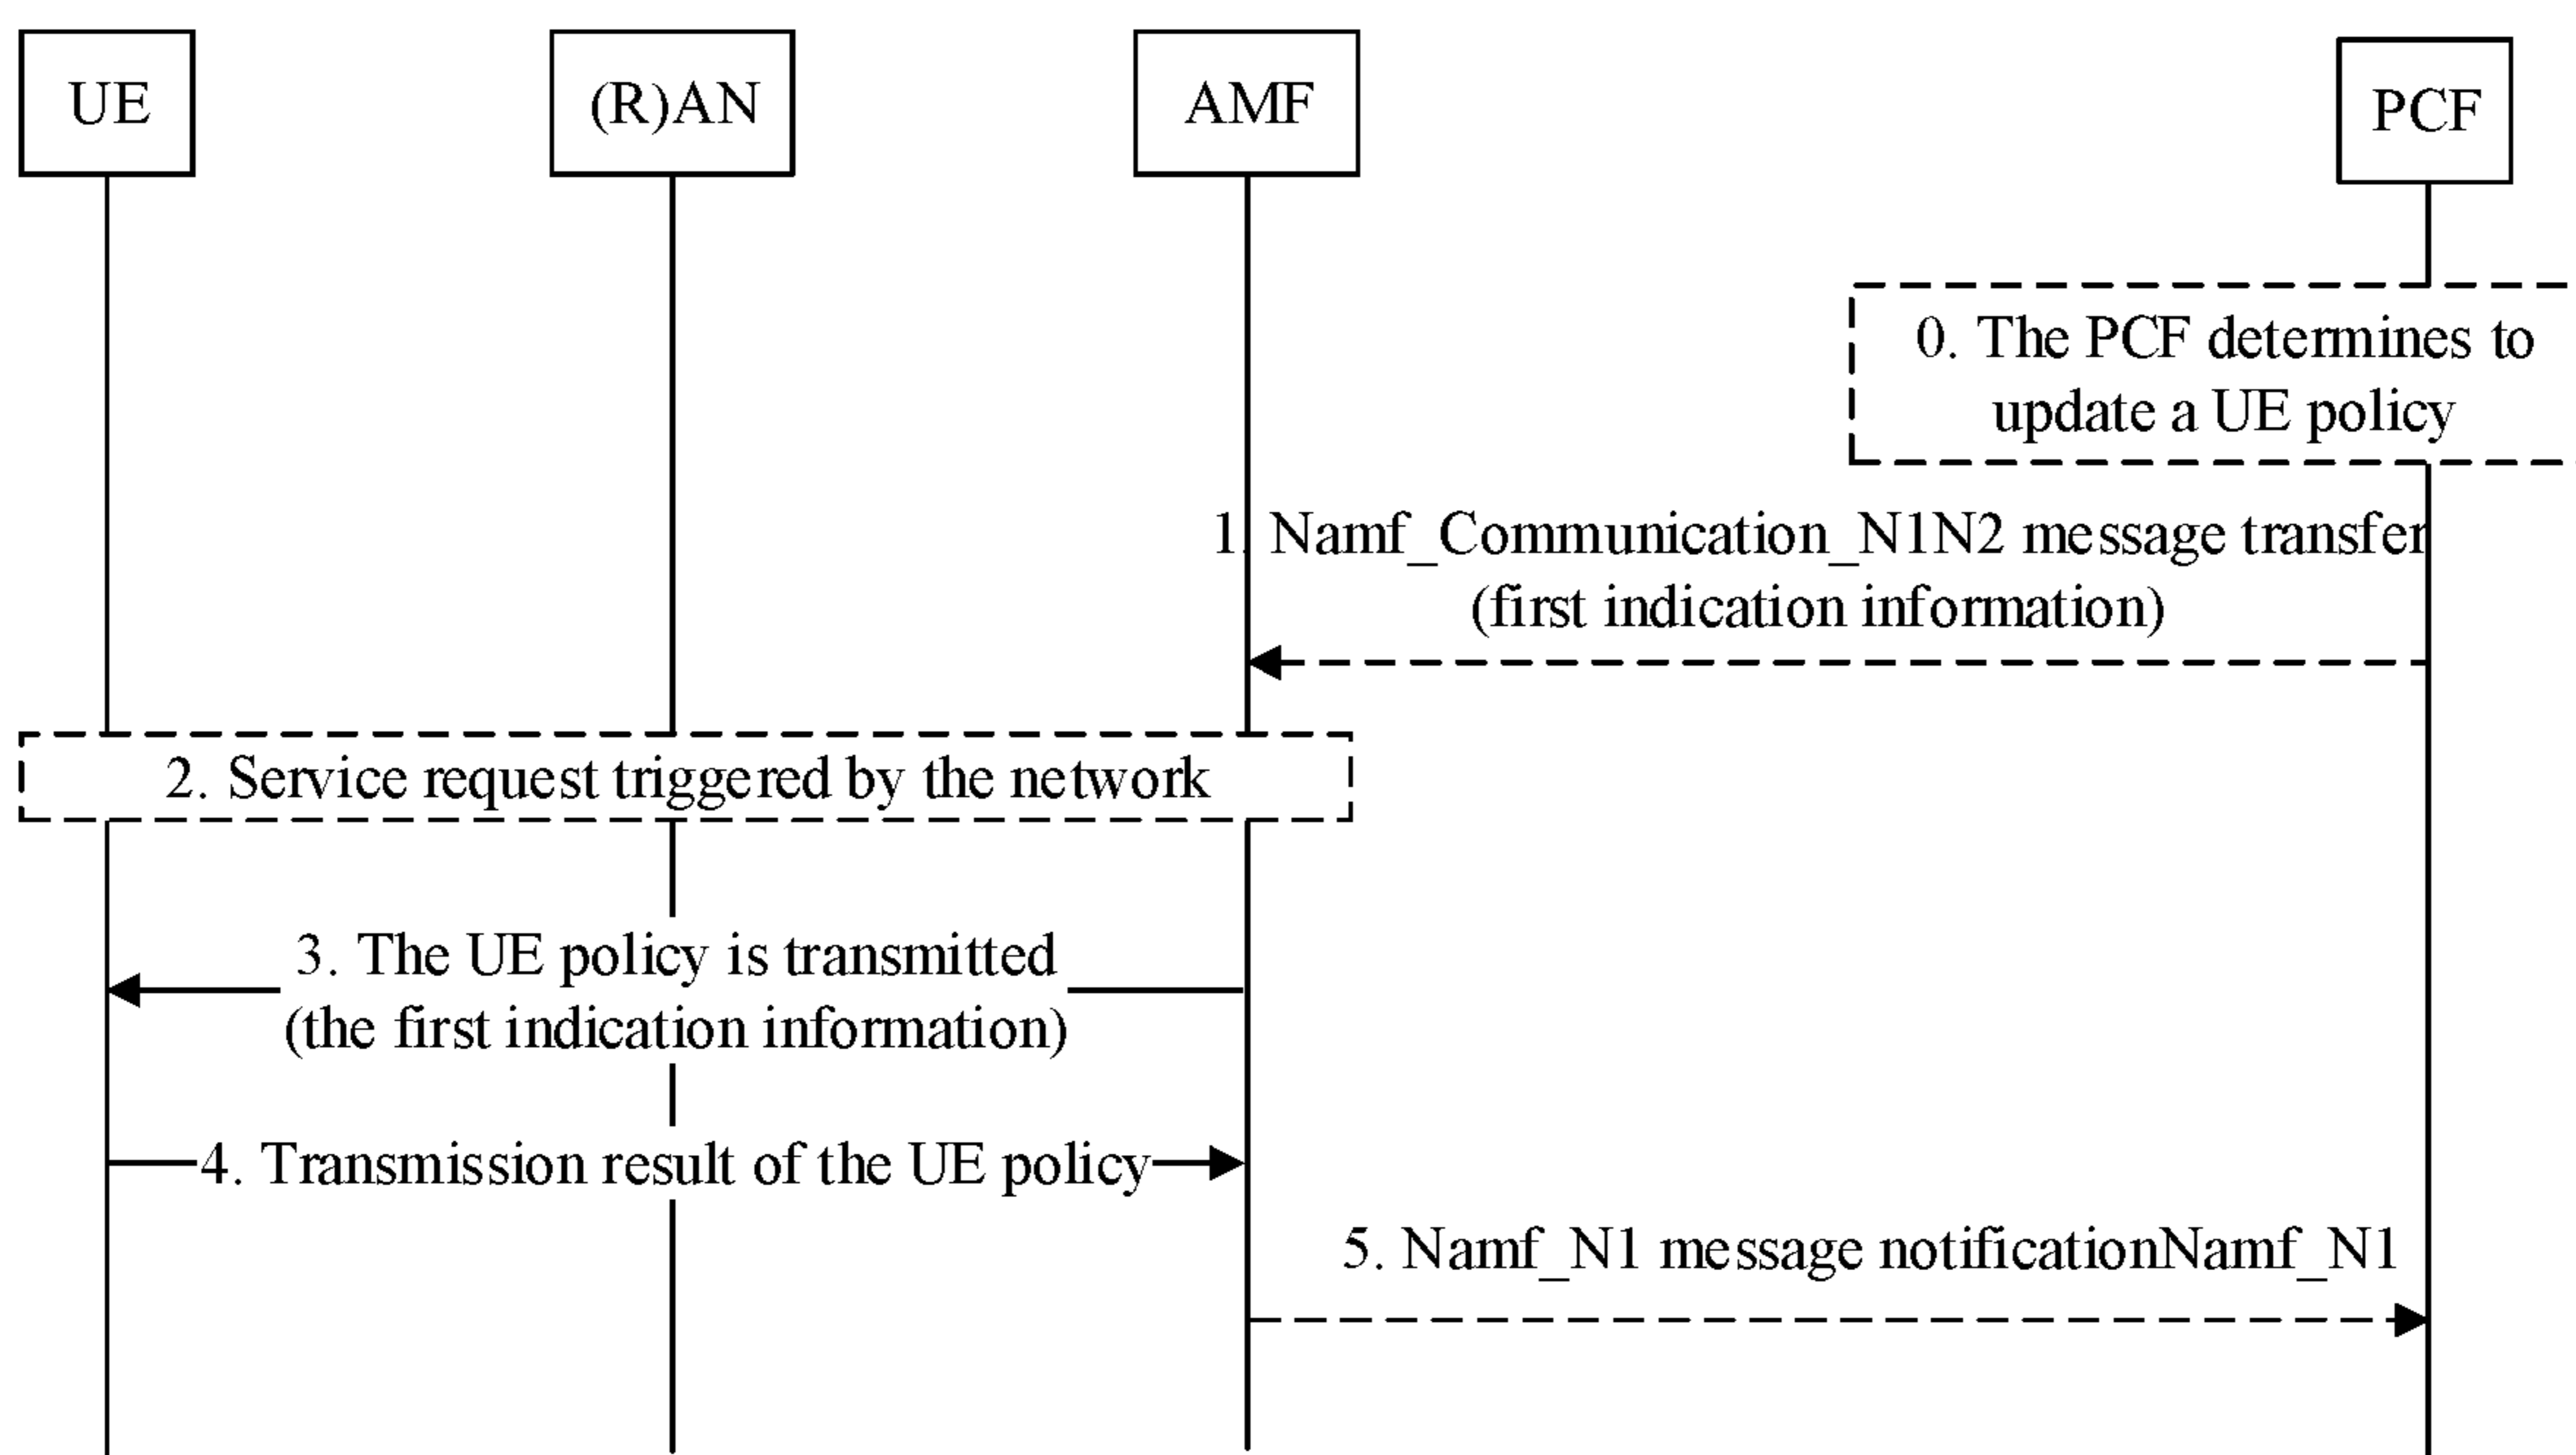 UE
(R)AN
AMF
PCF
0. The PCF determines to
update a UE policy
1. Namf_Communication_N1N2 message transfer
(first indication information)
2. Service request triggered by the network
3. The UE policy is transmitted
(the first indication information)
4. Transmission result of the UE policy
5. Namf_N1 message notificationNamf_N1